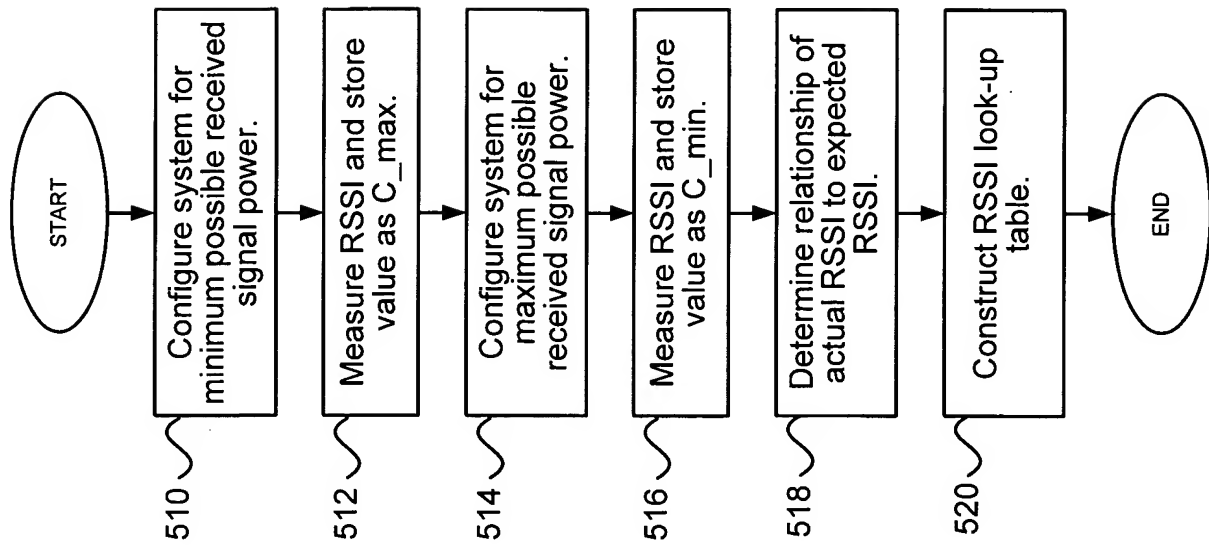 START
510
Configure system for
minimum possible received
signal power.
512
Measure RSSI and store
value as C_max.
514
Configure system for
maximum possible
received signal power.
516
Measure RSSI and store
value as C_min.
518
Determine relationship of
actual RSSI to expected
RSSI.
520
Construct RSSI look-up
table.
END